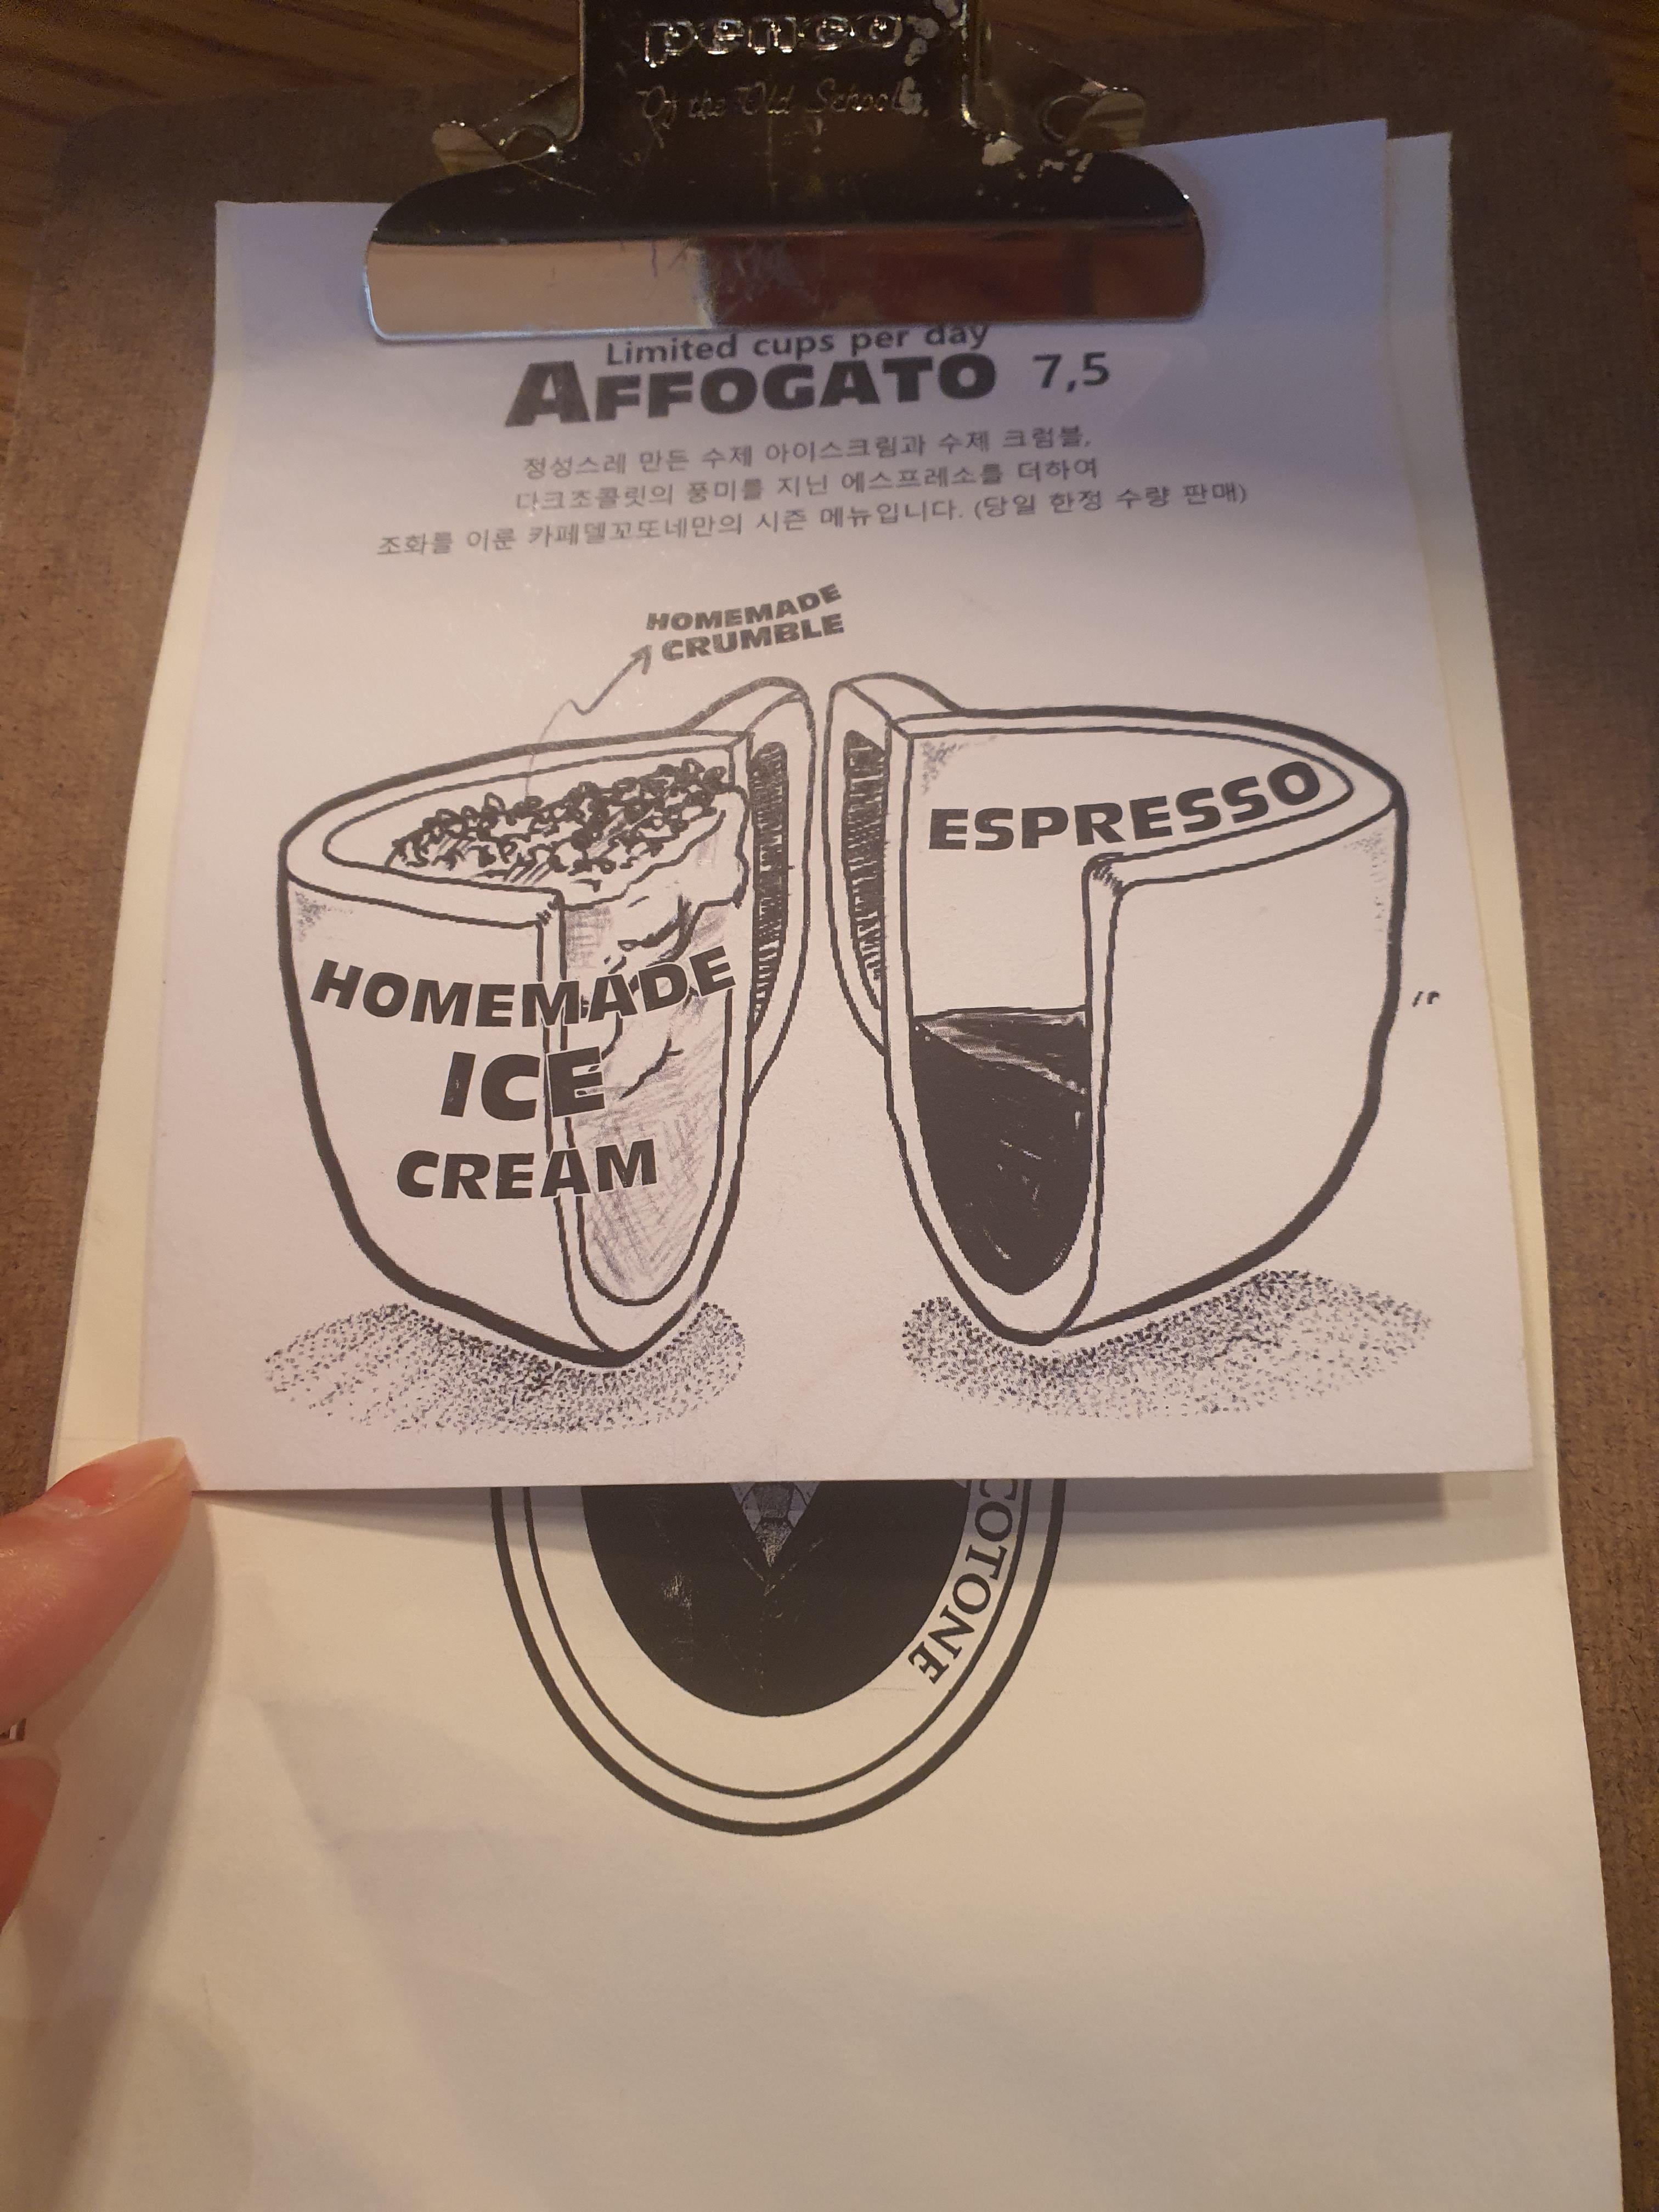 penco
Of the Old School
Limited cups per day
AFFOGATO 7,5
정성스레 만든 수제 아이스크림과 수제 크럼블,
다크초콜릿의 풍미를 지닌 에스프레소를 더하여
조화를 이룬 카페델꼬또네만의 시즌 메뉴입니다. (당일 한정 수량 판매)
HOMEMADE
CRUMBLE
ESPRESSO
HOMEMADE
ICE
CREAM
COTONE